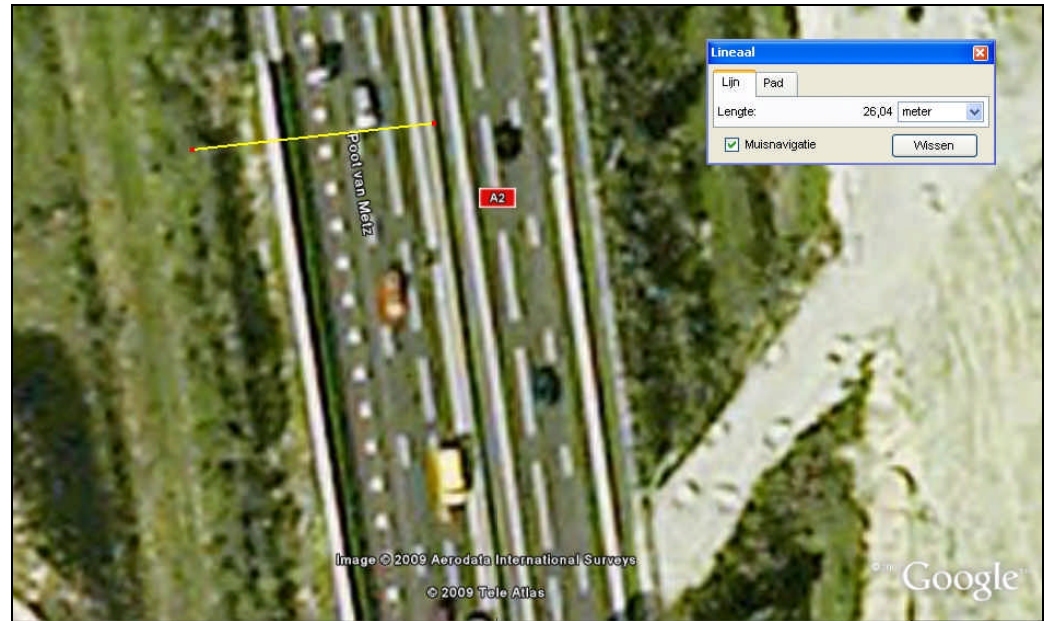 Lineaal
Lijn Pad
Lengte: 26,04 meter
Muisnavigatie Wissen
Poot van Metz
A2
Image © 2009 Aerodata International Surveys
© 2009 Tele Atlas
Google